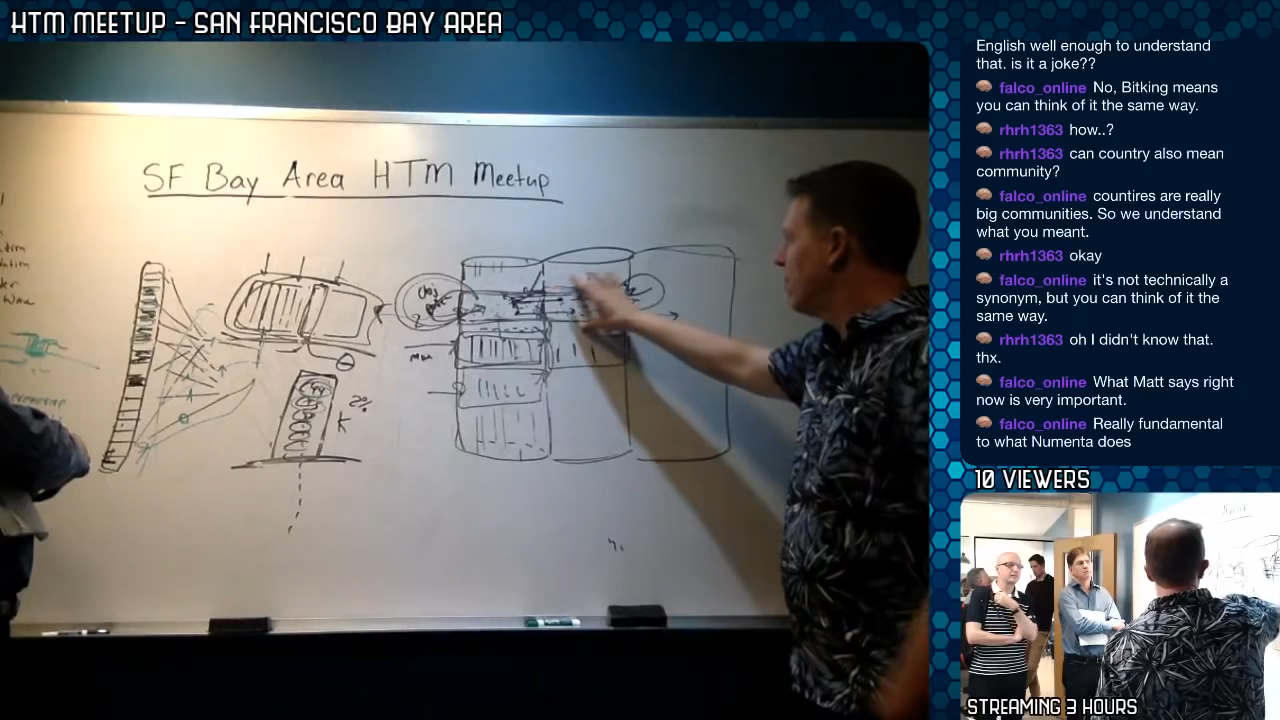 HTM MEETUP - SAN FRANCISCO BAY AREA
SF Bay Area HTM Meetup
2%
K
English well enough to understand
that. is it a joke??
falco_online No, Bitking means
you can think of it the same way.
rhrh1363 how..?
rhrh1363 can country also mean
community?
falco_online countires are really
big communities. So we understand
what you meant.
rhrh1363 okay
falco_online it's not technically a
synonym, but you can think of it the
same way.
rhrh1363 oh I didn't know that.
thx.
falco_online What Matt says right
now is very important.
falco_online Really fundamental
to what Numenta does
10 VIEWERS
STREAMING 3 HOURS